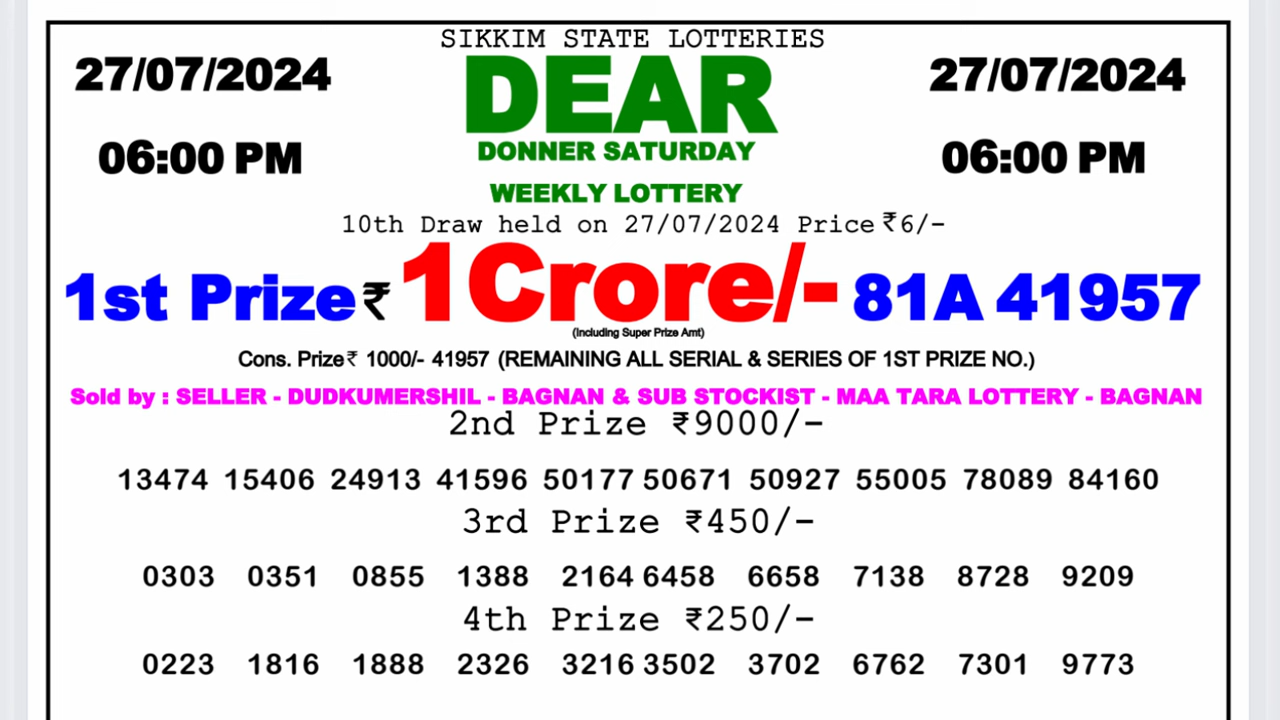 SIKKIM STATE LOTTERIES
27/07/2024 DEAR 27/07/2024
DONNER SATURDAY
06:00 PM 06:00 PM
WEEKLY LOTTERY
10th Draw held on 27/07/2024 Price ₹6/-
1st Prize ₹ 1Crore/- 81A 41957
(Including Super Prize Amt)
Cons. Prize ₹ 1000/- 41957 (REMAINING ALL SERIAL & SERIES OF 1ST PRIZE NO.)
Sold by : SELLER - DUDKUMERSHIL - BAGNAN & SUB STOCKIST - MAA TARA LOTTERY - BAGNAN
2nd Prize ₹9000/-
13474 15406 24913 41596 50177 50671 50927 55005 78089 84160
3rd Prize ₹450/-
0303 0351 0855 1388 2164 6458 6658 7138 8728 9209
4th Prize ₹250/-
0223 1816 1888 2326 3216 3502 3702 6762 7301 9773